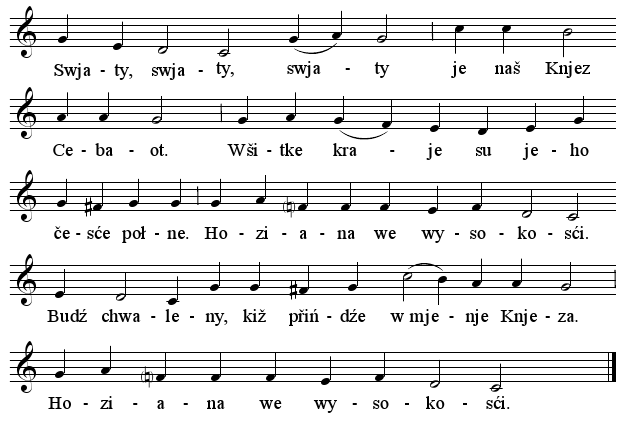 Swja - ty, swja - ty, swja - ty je naš Knjez
Ce - ba - ot. Wši - tke kra - je su je - ho
če - sće poł - ne. Ho - zi - a - na we wy - so - ko - sći.
Budź chwa - le - ny, kiž přiń - dźe w mje - nje Knje - za.
Ho - zi - a - na we wy - so - ko - sći.